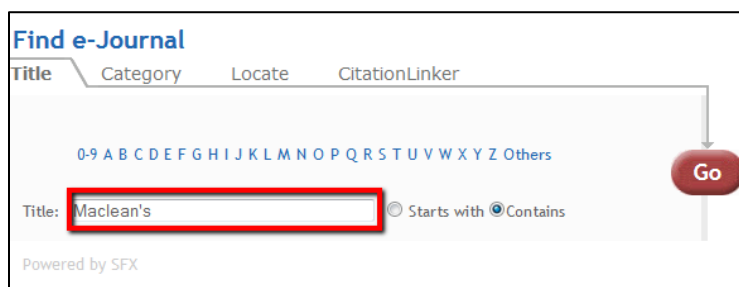 Find e-Journal
Title Category Locate CitationLinker
0-9 A B C D E F G H I J K L M N O P Q R S T U V W X Y Z Others
Go
Title: Maclean's Starts with Contains
Powered by SFX